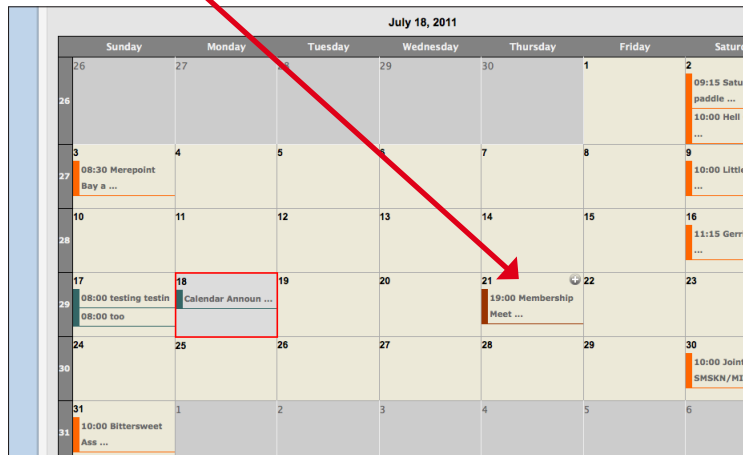 July 18, 2011
Sunday Monday Tuesday Wednesday Thursday Friday Satur
26 27 28 29 30 1 2
09:15 Satu
26 paddle ...
10:00 Hell
...
3 4 5 6 7 8 9
08:30 Merepoint 10:00 Little
27 Bay a ... ...
10 11 12 13 14 15 16
28 11:15 Gerr
...
17 18 19 20 21 22 23
29 08:00 testing testin Calendar Announ ... 19:00 Membership
08:00 too Meet ...
24 25 26 27 28 29 30
30 10:00 Joint
SMSKN/MI
31 1 2 3 4 5 6
31 10:00 Bittersweet
Ass ...